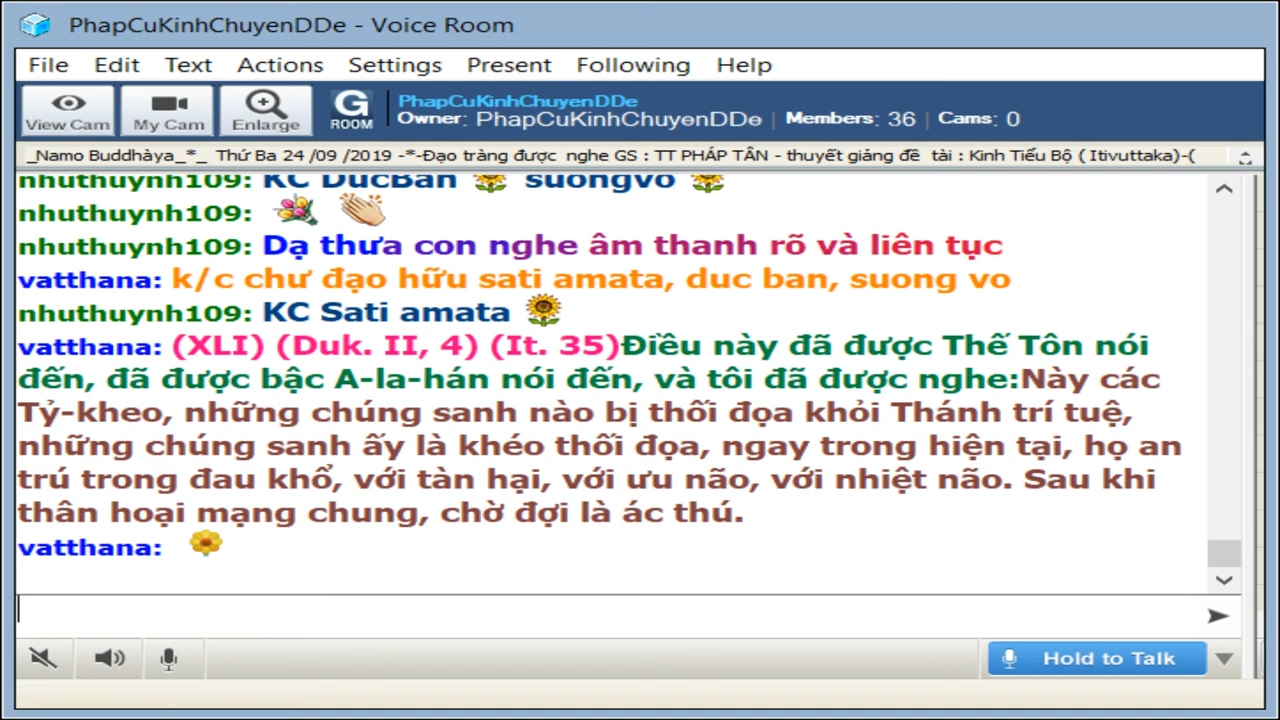 PhapCuKinhChuyenDDe - Voice Room
File Edit Text Actions Settings Present Following Help
View Cam My Cam Enlarge G ROOM
PhapCuKinhChuyenDDe
Owner: PhapCuKinhChuyenDDe | Members: 36 | Cams: 0
_Namo Buddhàya_*_ Thứ Ba 24 /09 /2019 -*-Đạo tràng được nghe GS : TT PHÁP TÂN - thuyết giảng đề tài : Kinh Tiểu Bộ ( Itivuttaka)-(
nhuthuynh109: KC DucBan suongvo
nhuthuynh109:
nhuthuynh109: Dạ thưa con nghe âm thanh rõ và liên tục
vatthana: k/c chư đạo hữu sati amata, duc ban, suong vo
nhuthuynh109: KC Sati amata
vatthana: (XLI) (Duk. II, 4) (It. 35)Điều này đã được Thế Tôn nói
đến, đã được bậc A-la-hán nói đến, và tôi đã được nghe:Này các
Tỷ-kheo, những chúng sanh nào bị thối đọa khỏi Thánh trí tuệ,
những chúng sanh ấy là khéo thối đọa, ngay trong hiện tại, họ an
trú trong đau khổ, với tàn hại, với ưu não, với nhiệt não. Sau khi
thân hoại mạng chung, chờ đợi là ác thú.
vatthana:
Hold to Talk